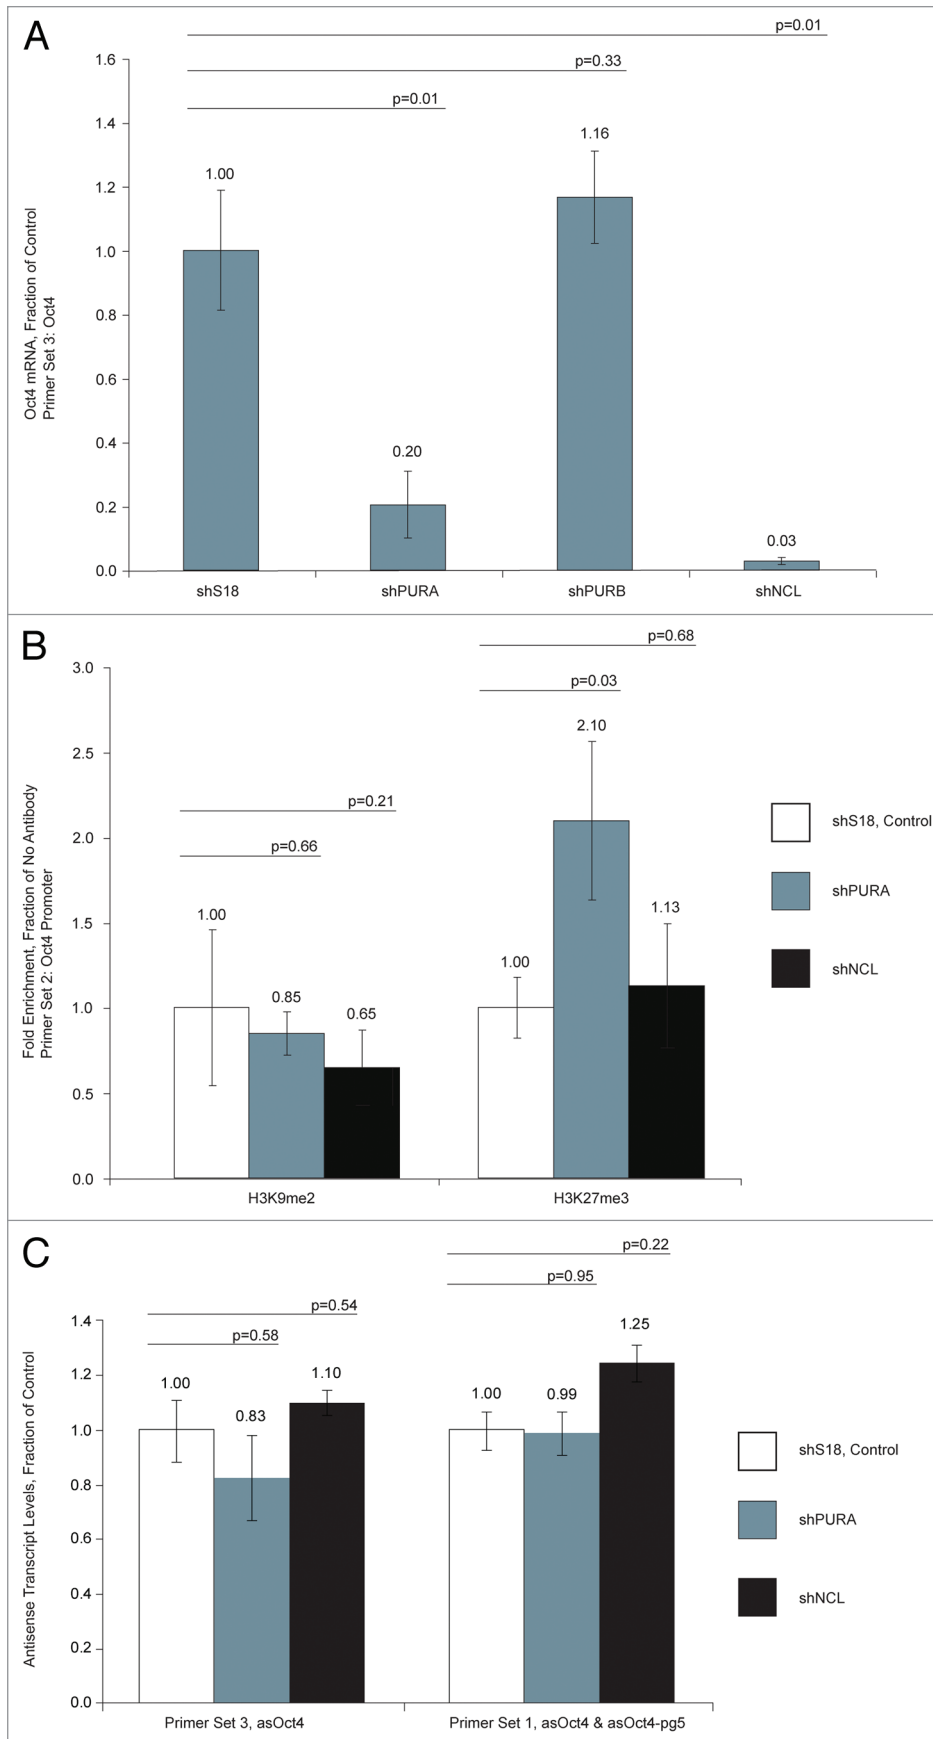 A
p=0.01
p=0.33
p=0.01
1.6
1.4
1.2
1.0
0.8
0.6
0.4
0.2
0.0
Oct4 mRNA, Fraction of Control
Primer Set 3: Oct4
1.00
0.20
1.16
0.03
shS18
shPURA
shPURB
shNCL
B
p=0.68
p=0.03
p=0.21
p=0.66
3.0
2.5
2.0
1.5
1.0
0.5
0.0
Fold Enrichment, Fraction of No Antibody
Primer Set 2: Oct4 Promoter
1.00
0.85
0.65
1.00
2.10
1.13
H3K9me2
H3K27me3
shS18, Control
shPURA
shNCL
C
p=0.22
p=0.95
p=0.54
p=0.58
1.4
1.2
1.0
0.8
0.6
0.4
0.2
0.0
Antisense Transcript Levels, Fraction of Control
1.00
0.83
1.10
1.00
0.99
1.25
Primer Set 3, asOct4
Primer Set 1, asOct4 & asOct4-pg5
shS18, Control
shPURA
shNCL